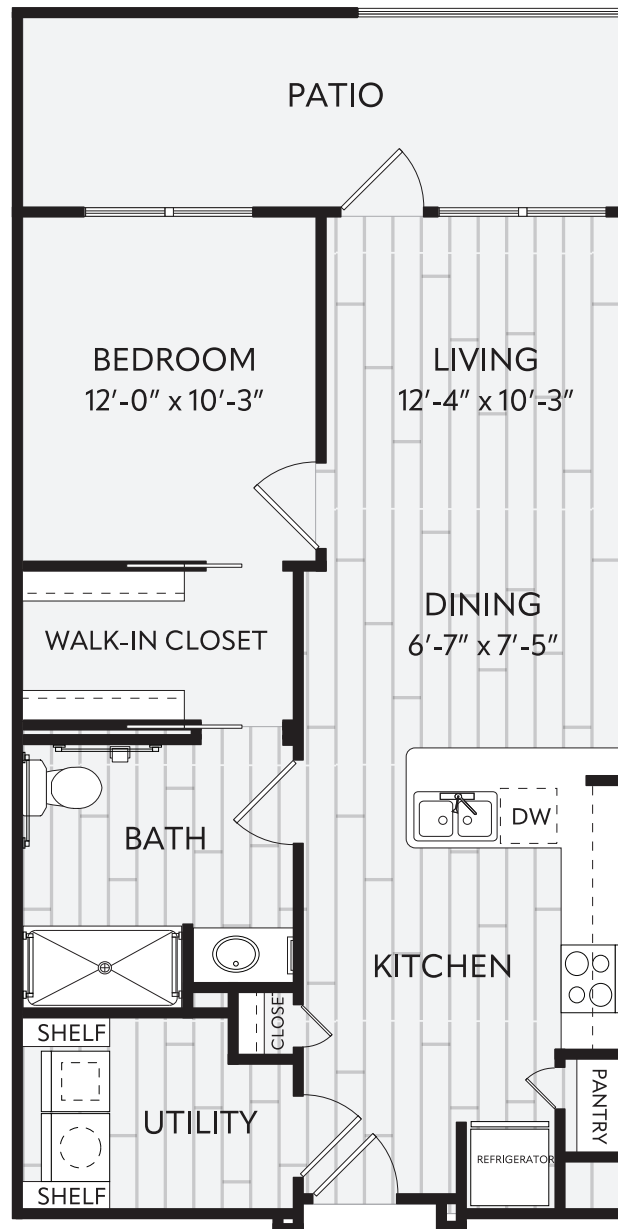 PATIO
BEDROOM
12'-0" x 10'-3"
LIVING
12'-4" x 10'-3"
DINING
6'-7" x 7'-5"
WALK-IN CLOSET
DW
BATH
KITCHEN
CLOSET
SHELF
PANTRY
UTILITY
REFRIGERATOR
SHELF